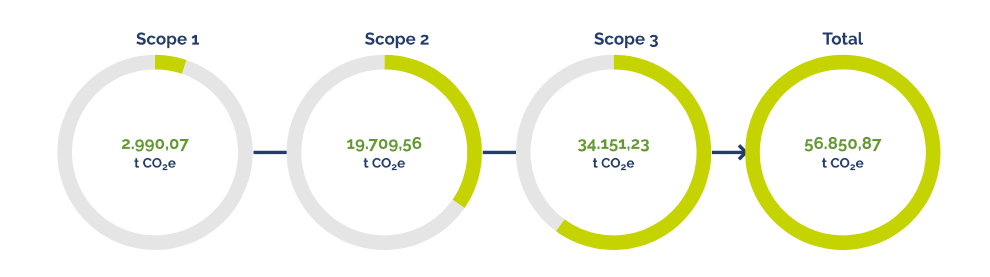 Scope 1
Scope 2
Scope 3
Total
2.990,07
t CO₂e
19.709,56
t CO₂e
34.151,23
t CO₂e
56.850,87
t CO₂e